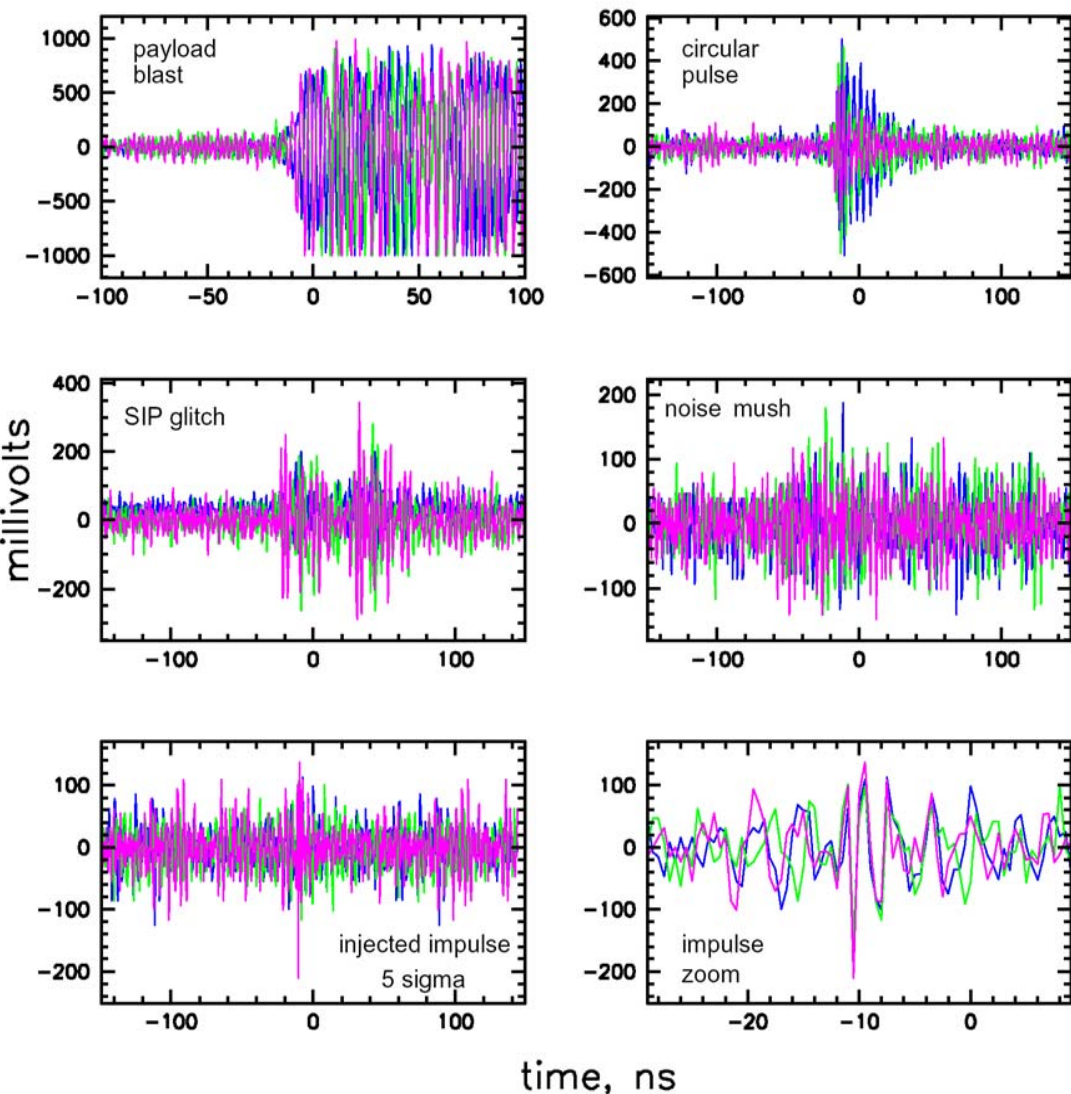 payload
blast
1000
500
0
−500
−1000
−100 −50 0 50 100
circular
pulse
600
400
200
0
−200
−400
−600
−100 0 100
SIP glitch
400
200
0
−200
−100 0 100
noise mush
200
100
0
−100
−100 0 100
injected impulse
5 sigma
100
0
−100
−200
−100 0 100
impulse
zoom
100
0
−100
−200
−20 −10 0
millivolts
time, ns